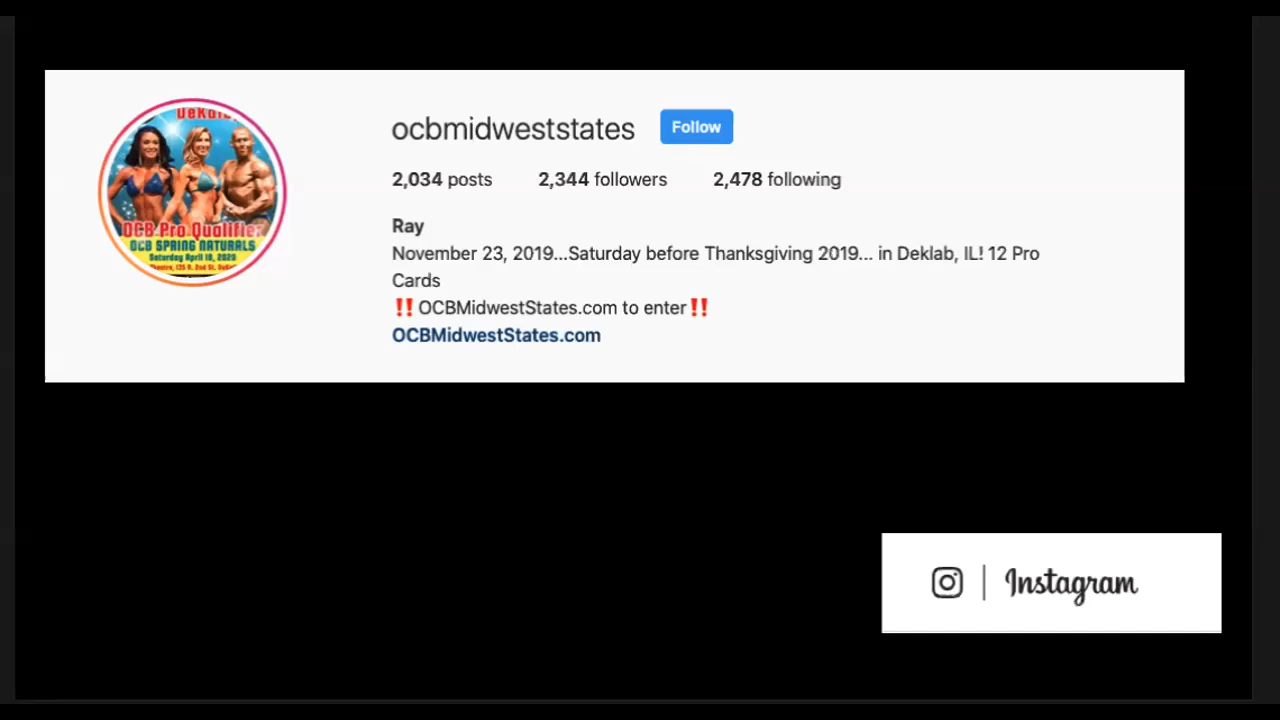 DeKalb,
OCB Pro Qualifier
OCB SPRING NATURALS
Saturday April 18, 2020
ocbmidweststates Follow
2,034 posts 2,344 followers 2,478 following
Ray
November 23, 2019...Saturday before Thanksgiving 2019... in Deklab, IL! 12 Pro
Cards
‼️OCBMidwestStates.com to enter‼️
OCBMidwestStates.com
Instagram